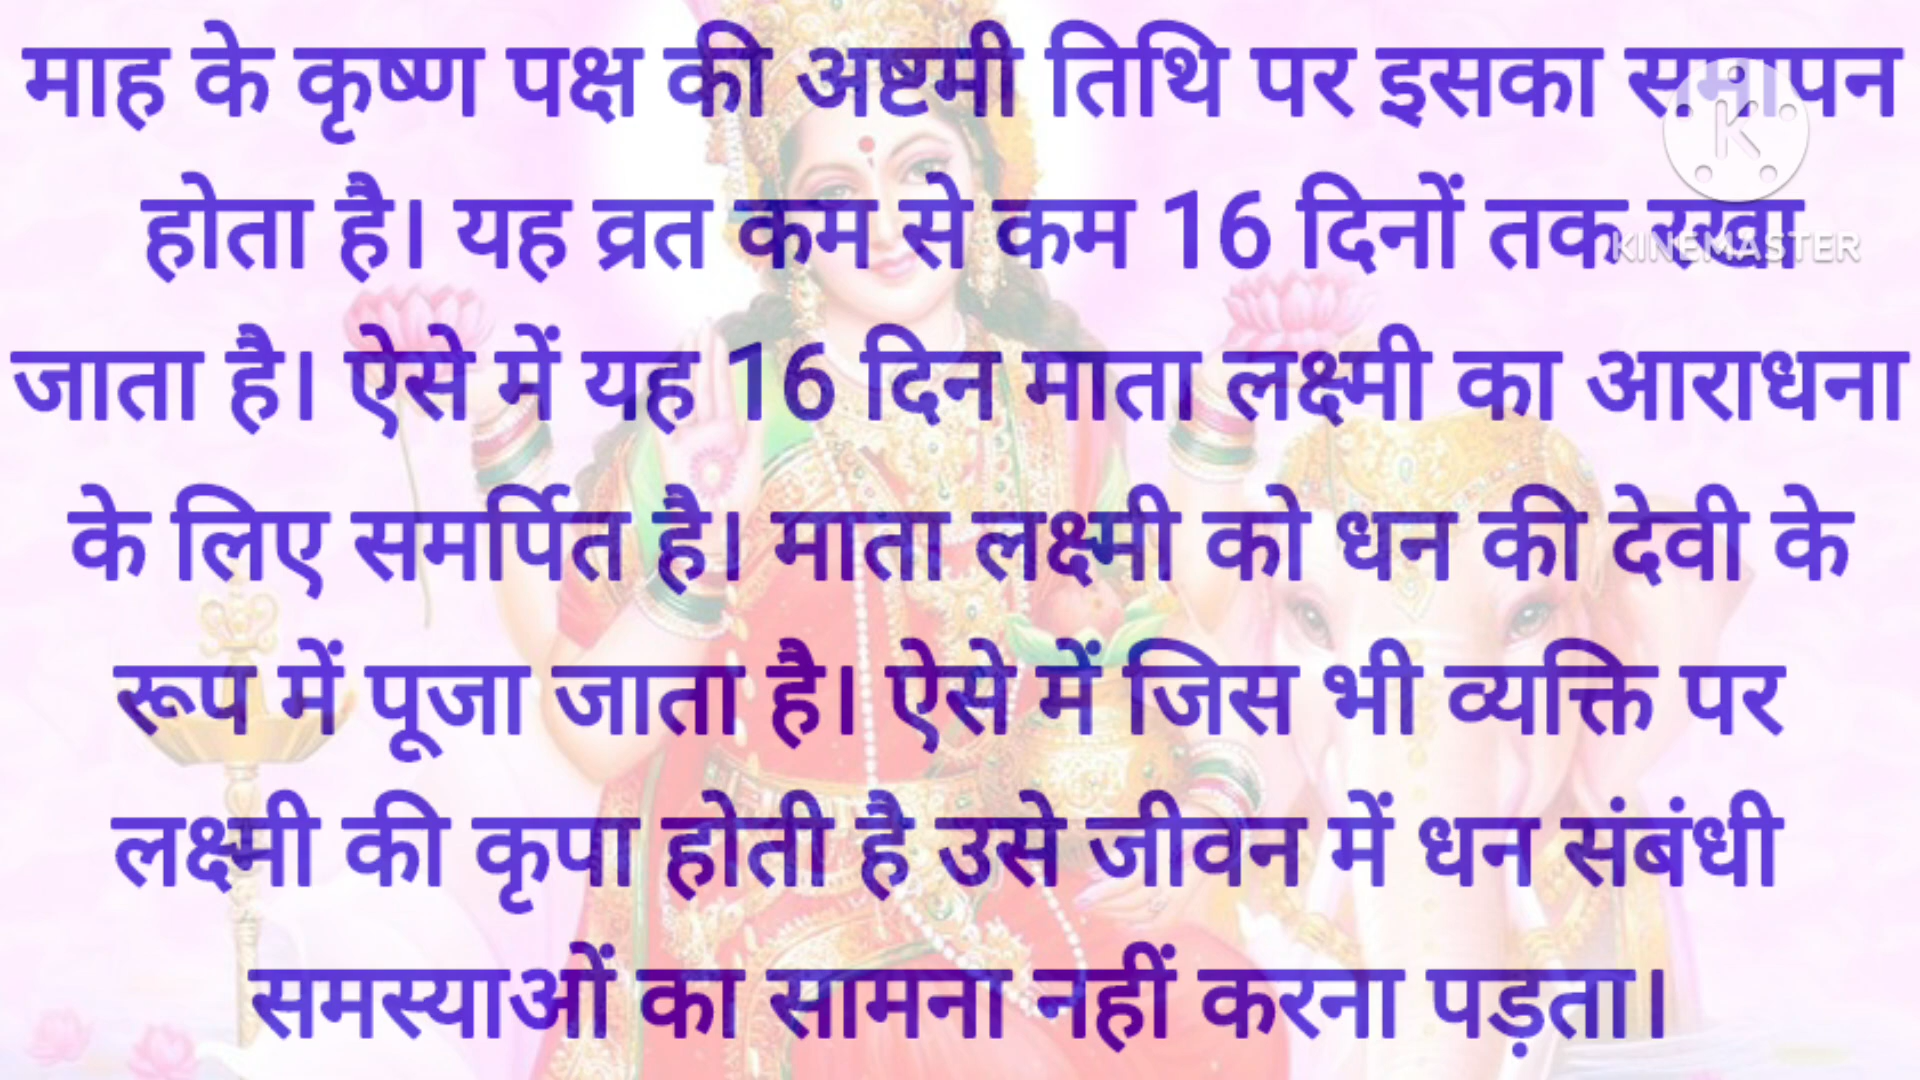 माह के कृष्ण पक्ष की अष्टमी तिथि पर इसका समापन
होता है। यह व्रत कम से कम 16 दिनों तक रखा
जाता है। ऐसे में यह 16 दिन माता लक्ष्मी का आराधना
के लिए समर्पित है। माता लक्ष्मी को धन की देवी के
रूप में पूजा जाता है। ऐसे में जिस भी व्यक्ति पर
लक्ष्मी की कृपा होती है उसे जीवन में धन संबंधी
समस्याओं का सामना नहीं करना पड़ता।
K
KINEMASTER